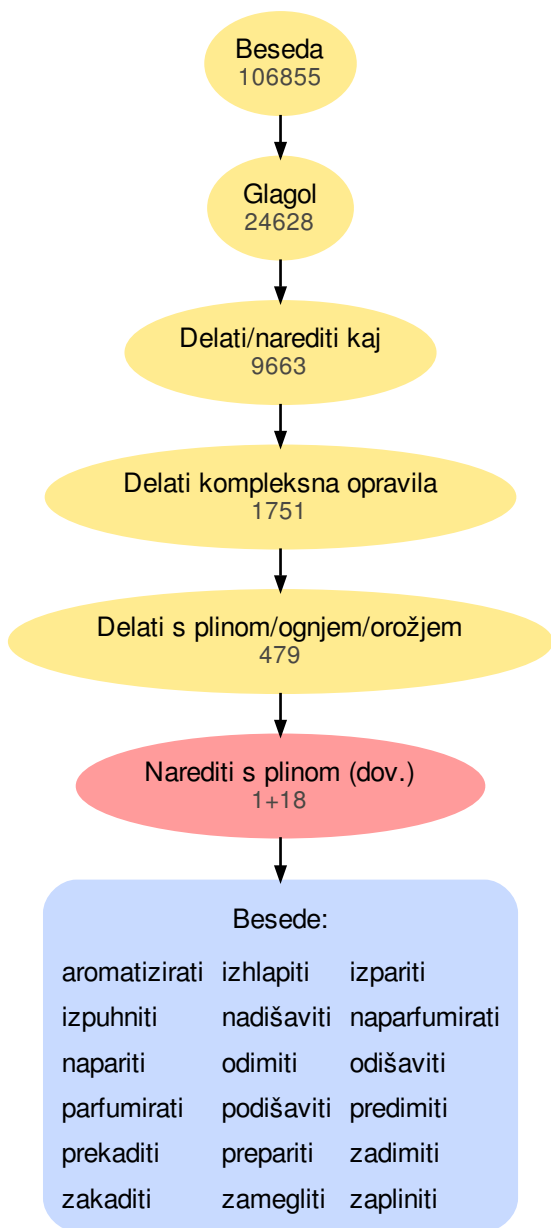 Beseda
106855
Glagol
24628
Delati/narediti kaj
9663
Delati kompleksna opravila
1751
Delati s plinom/ognjem/orožjem
479
Narediti s plinom (dov.)
1+18
Besede:
aromatizirati izhlapiti izpariti
izpuhniti nadišaviti naparfumirati
napariti odimiti odišaviti
parfumirati podišaviti predimiti
prekaditi prepariti zadimiti
zakaditi zamegliti zapliniti